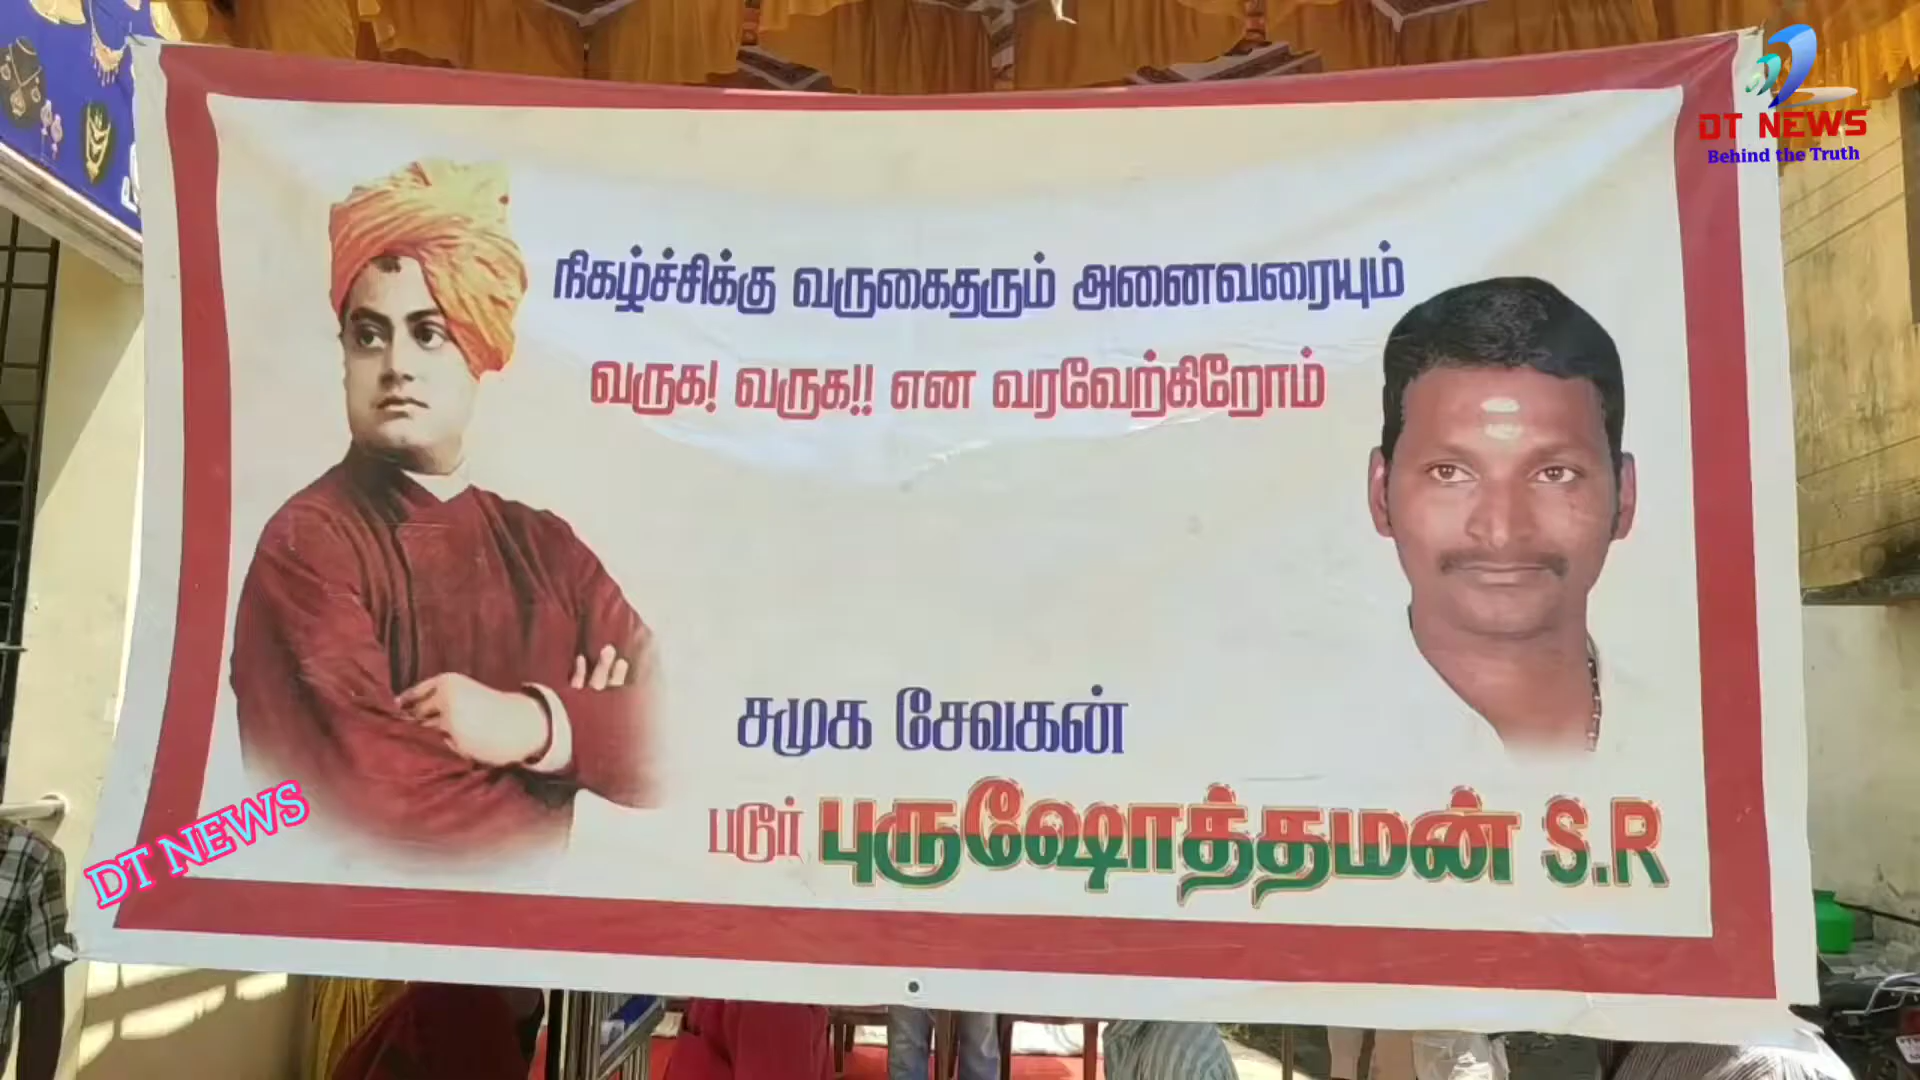 DT NEWS
Behind the Truth
நிகழ்ச்சிக்கு வருகைதரும் அனைவரையும்
வருக! வருக!! என வரவேற்கிறோம்
சமுக சேவகன்
படூர் புருஷோத்தமன் S.R
DT NEWS